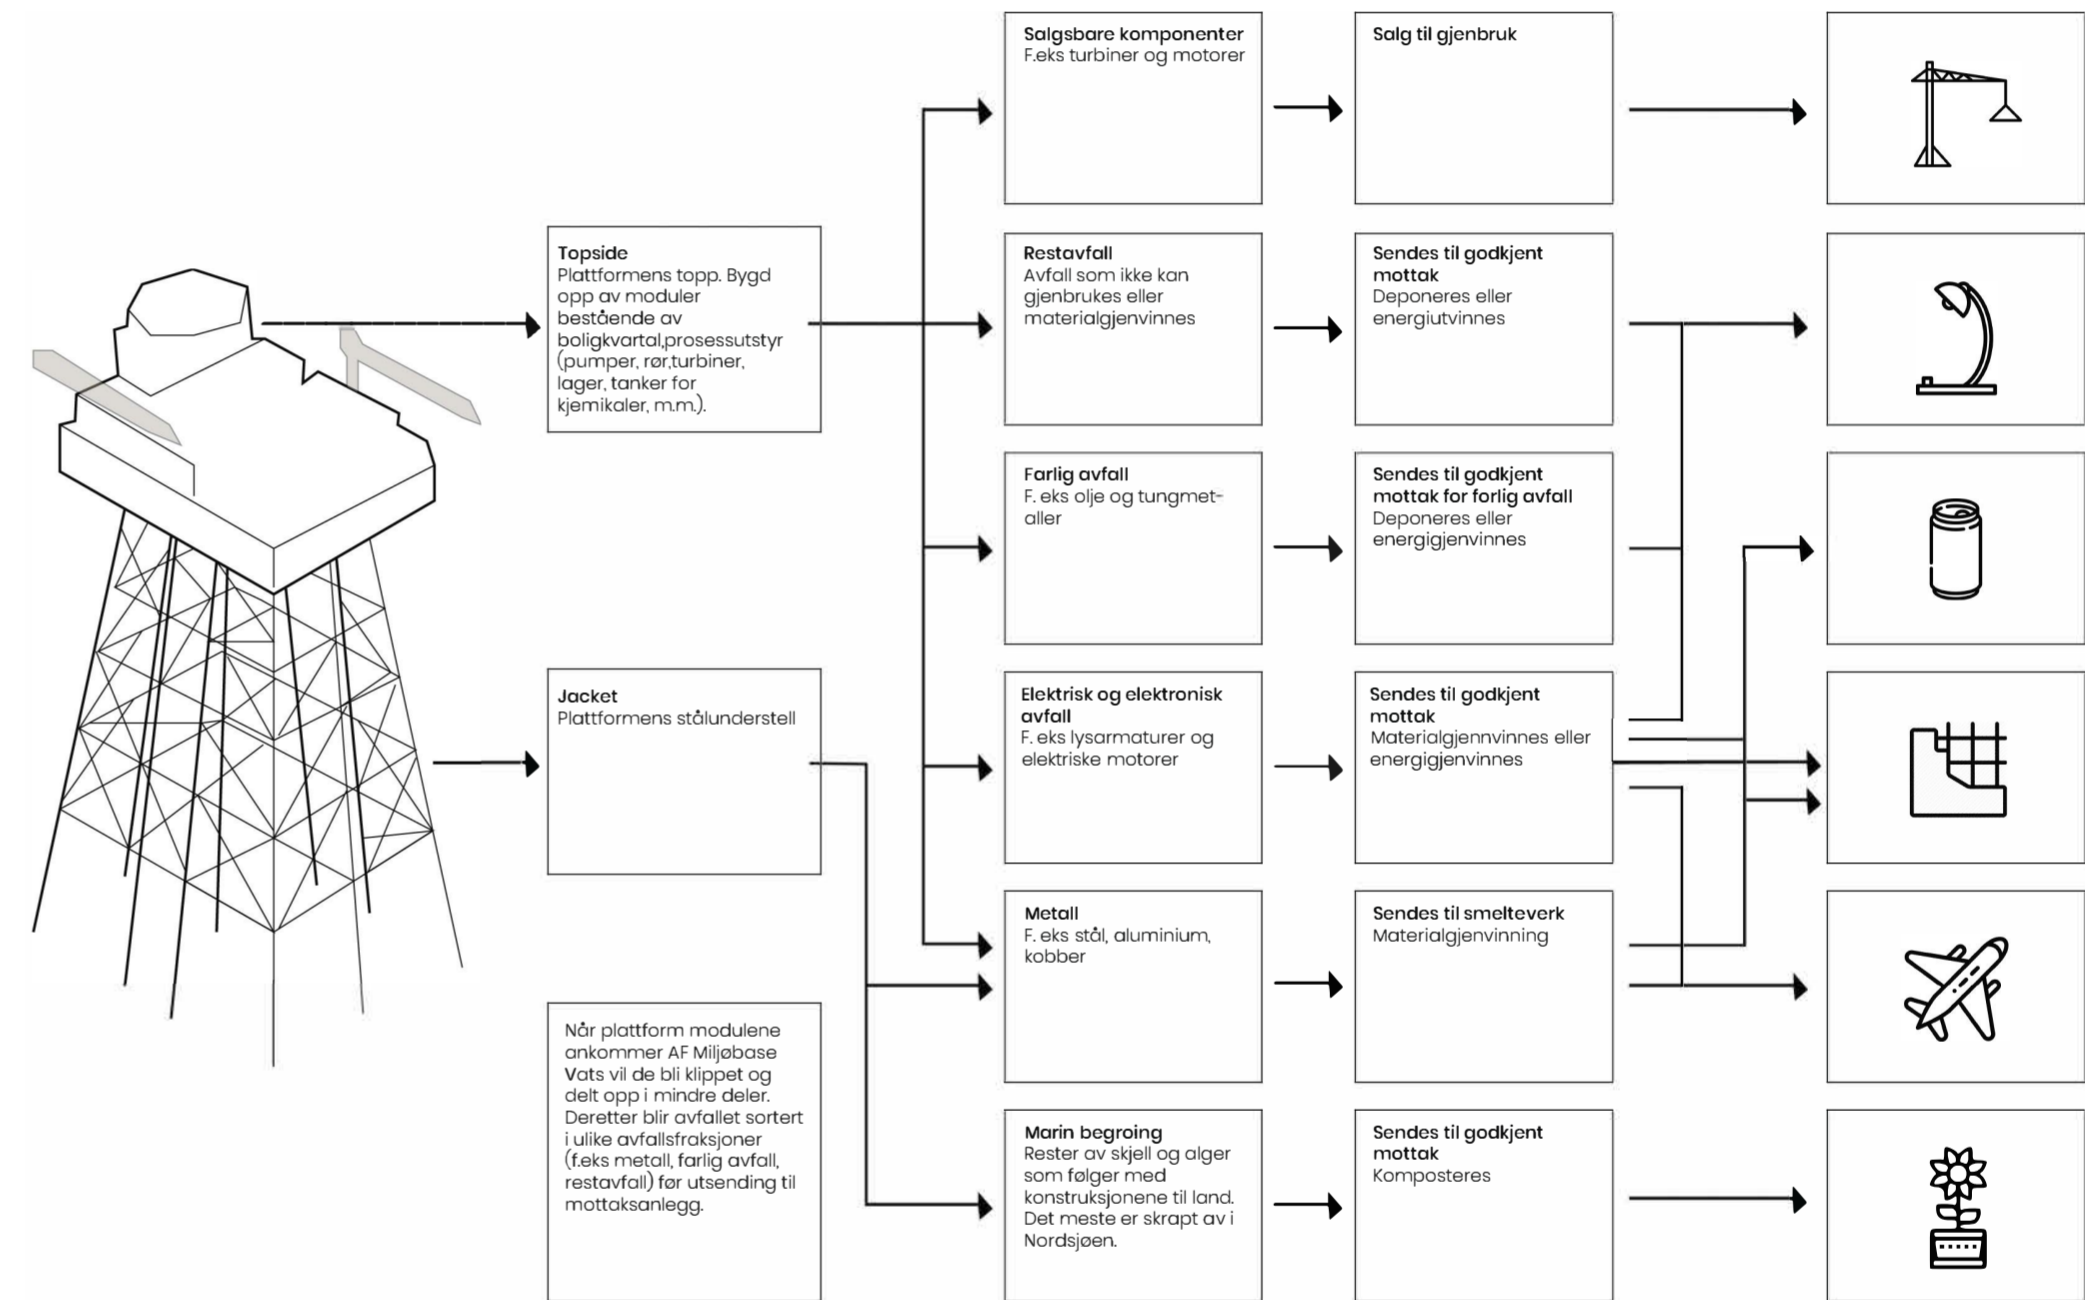 Topside
Plattformens topp. Bygd
opp av moduler
bestående av
boligkvartal,prosessutstyr
(pumper, rør,turbiner,
lager, tanker for
kjemikaler, m.m.).
Jacket
Plattformens stålunderstell
Når plattform modulene
ankommer AF Miljøbase
Vats vil de bli klippet og
delt opp i mindre deler.
Deretter blir avfallet sortert
i ulike avfallsfraksjoner
(f.eks metall, farlig avfall,
restavfall) før utsending til
mottaksanlegg.
Salgsbare komponenter
F.eks turbiner og motorer
Salg til gjenbruk
Restavfall
Avfall som ikke kan
gjenbrukes eller
materialgjenvinnes
Sendes til godkjent
mottak
Deponeres eller
energiutvinnes
Farlig avfall
F. eks olje og tungmet-
aller
Sendes til godkjent
mottak for forlig avfall
Deponeres eller
energigjenvinnes
Elektrisk og elektronisk
avfall
F. eks lysarmaturer og
elektriske motorer
Sendes til godkjent
mottak
Materialgjennvinnes eller
energigjenvinnes
Metall
F. eks stål, aluminium,
kobber
Sendes til smelteverk
Materialgjenvinning
Marin begroing
Rester av skjell og alger
som følger med
konstruksjonene til land.
Det meste er skrapt av i
Nordsjøen.
Sendes til godkjent
mottak
Komposteres